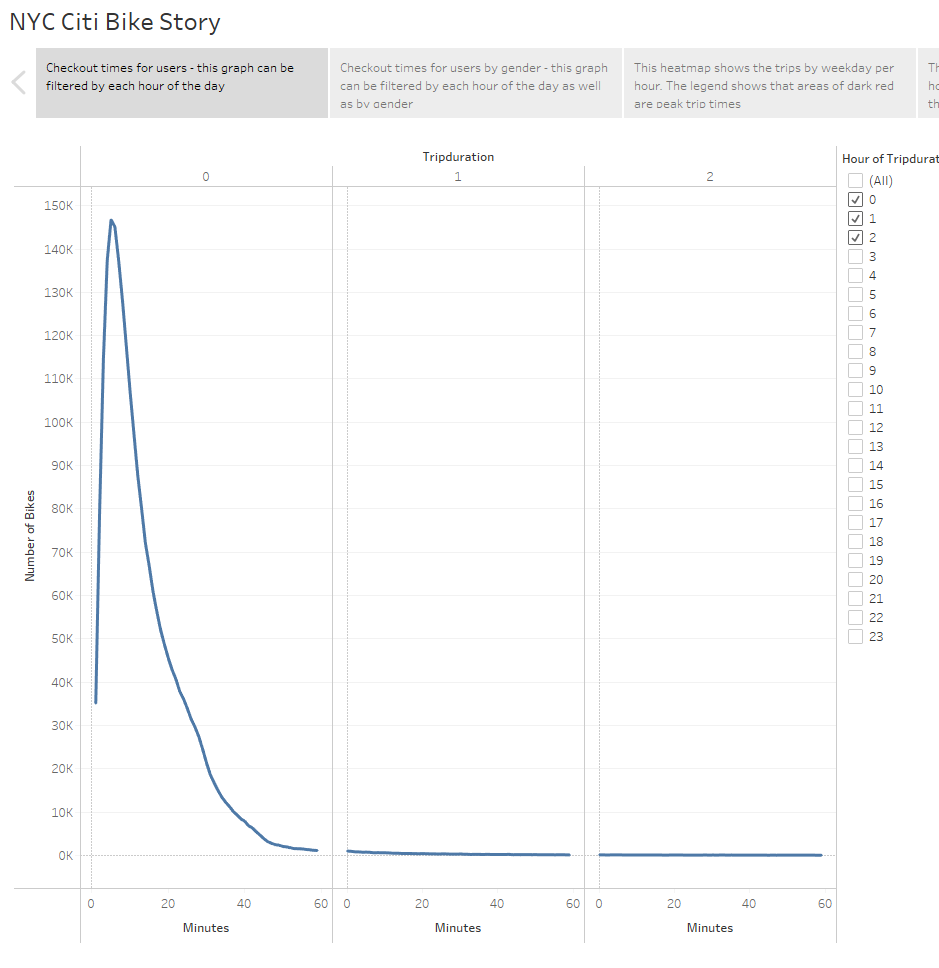 NYC Citi Bike Story
Checkout times for users - this graph can be
filtered by each hour of the day
Checkout times for users by gender - this graph
can be filtered by each hour of the day as well
as by gender
This heatmap shows the trips by weekday per
hour. The legend shows that areas of dark red
are peak trip times
Tripduration
0 1 2
Number of Bikes
150K
140K
130K
120K
110K
100K
90K
80K
70K
60K
50K
40K
30K
20K
10K
0K
0 20 40 60 0 20 40 60 0 20 40 60
Minutes Minutes Minutes
Hour of Tripdurat
(All)
0
1
2
3
4
5
6
7
8
9
10
11
12
13
14
15
16
17
18
19
20
21
22
23